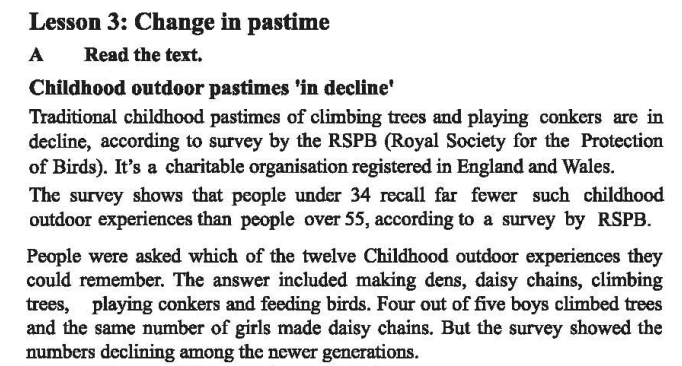 Lesson 3: Change in pastime
A Read the text.
Childhood outdoor pastimes 'in decline'
Traditional childhood pastimes of climbing trees and playing conkers are in
decline, according to survey by the RSPB (Royal Society for the Protection
of Birds). It's a charitable organisation registered in England and Wales.
The survey shows that people under 34 recall far fewer such childhood
outdoor experiences than people over 55, according to a survey by RSPB.
People were asked which of the twelve Childhood outdoor experiences they
could remember. The answer included making dens, daisy chains, climbing
trees, playing conkers and feeding birds. Four out of five boys climbed trees
and the same number of girls made daisy chains. But the survey showed the
numbers declining among the newer generations.